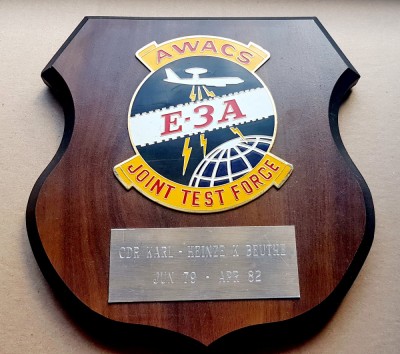 AWACS
E-3A
JOINT TEST FORCE
CDR KARL - HEINZE K BEUTHE
JUN 79 - APR 82